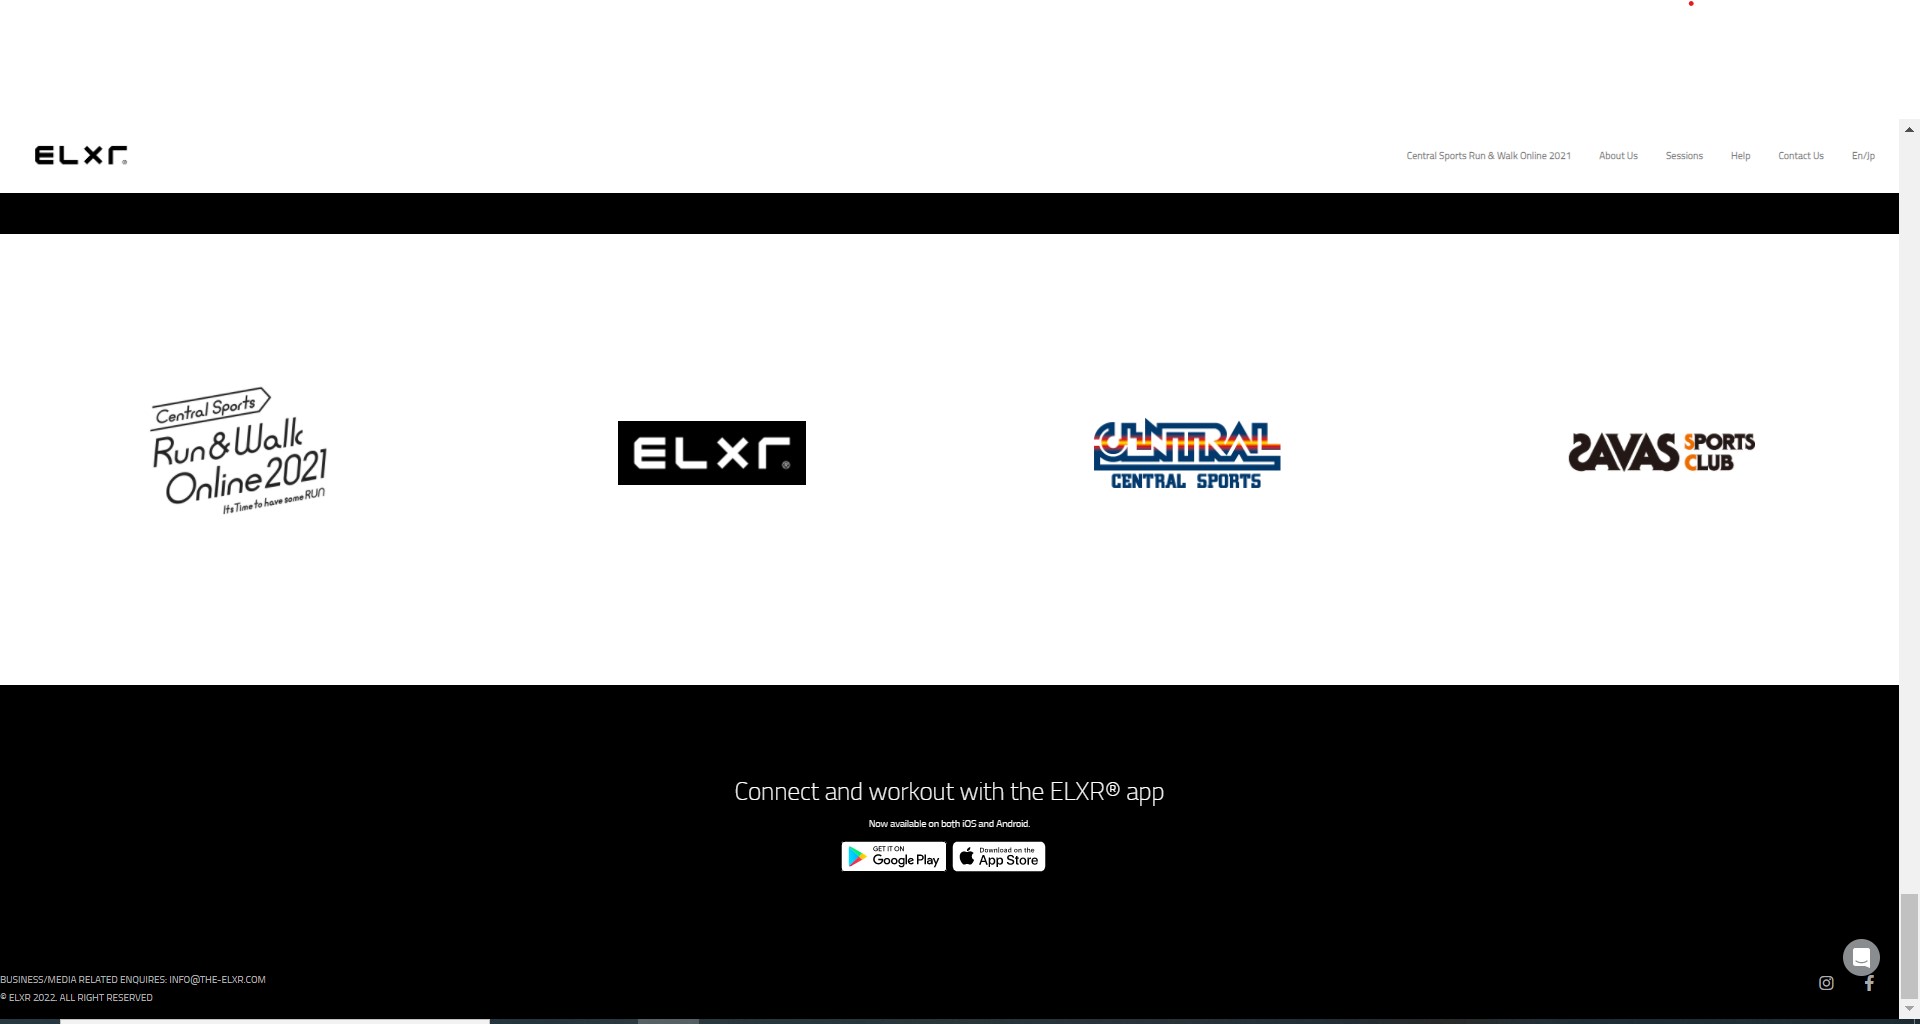 ELXR®
Central Sports Run & Walk Online 2021 About Us Sessions Help Contact Us En/Jp
Central Sports
Run & Walk
Online 2021
It's Time to have some RUN
ELXR®
CENTRAL
CENTRAL SPORTS
SAVAS SPORTS
CLUB
Connect and workout with the ELXR® app
Now available on both iOS and Android.
GET IT ON
Google Play
Download on the
App Store
BUSINESS/MEDIA RELATED ENQUIRES: INFO@THE-ELXR.COM
© ELXR 2022. ALL RIGHT RESERVED